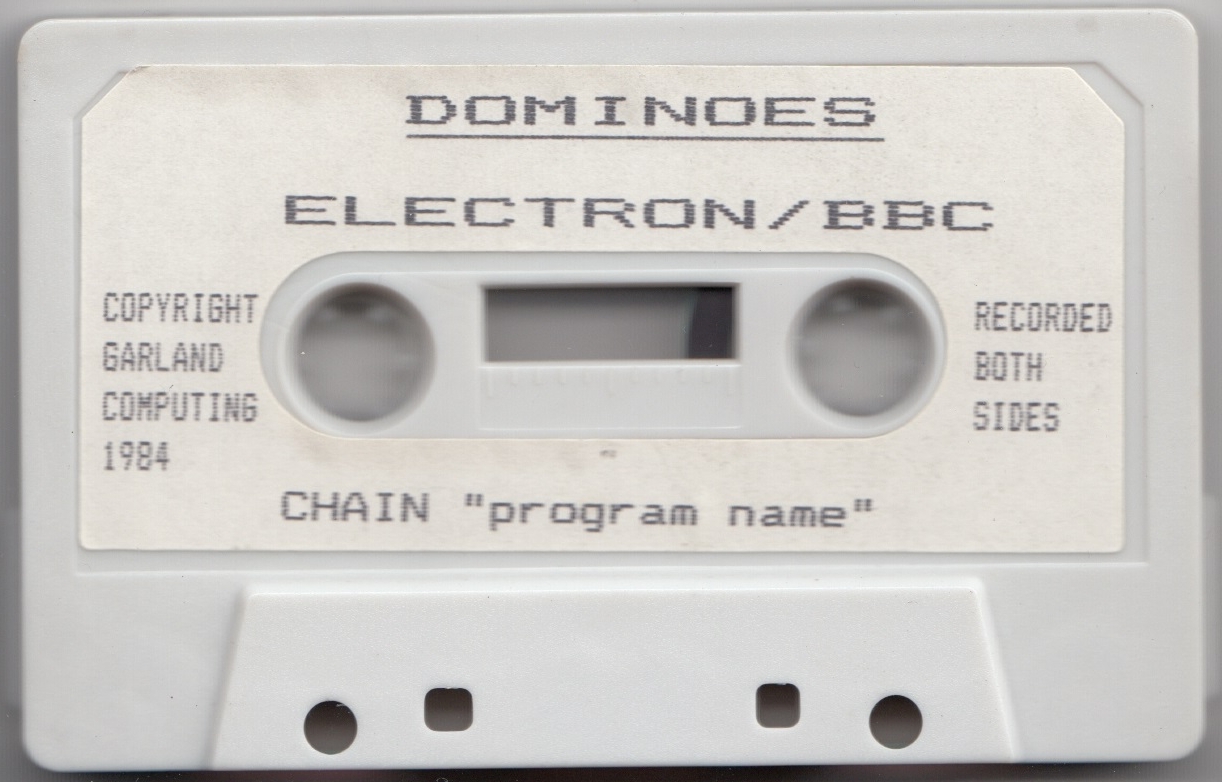 DOMINOES
ELECTRON/BBC
COPYRIGHT
GARLAND
COMPUTING
1984
RECORDED
BOTH
SIDES
CHAIN "program name"